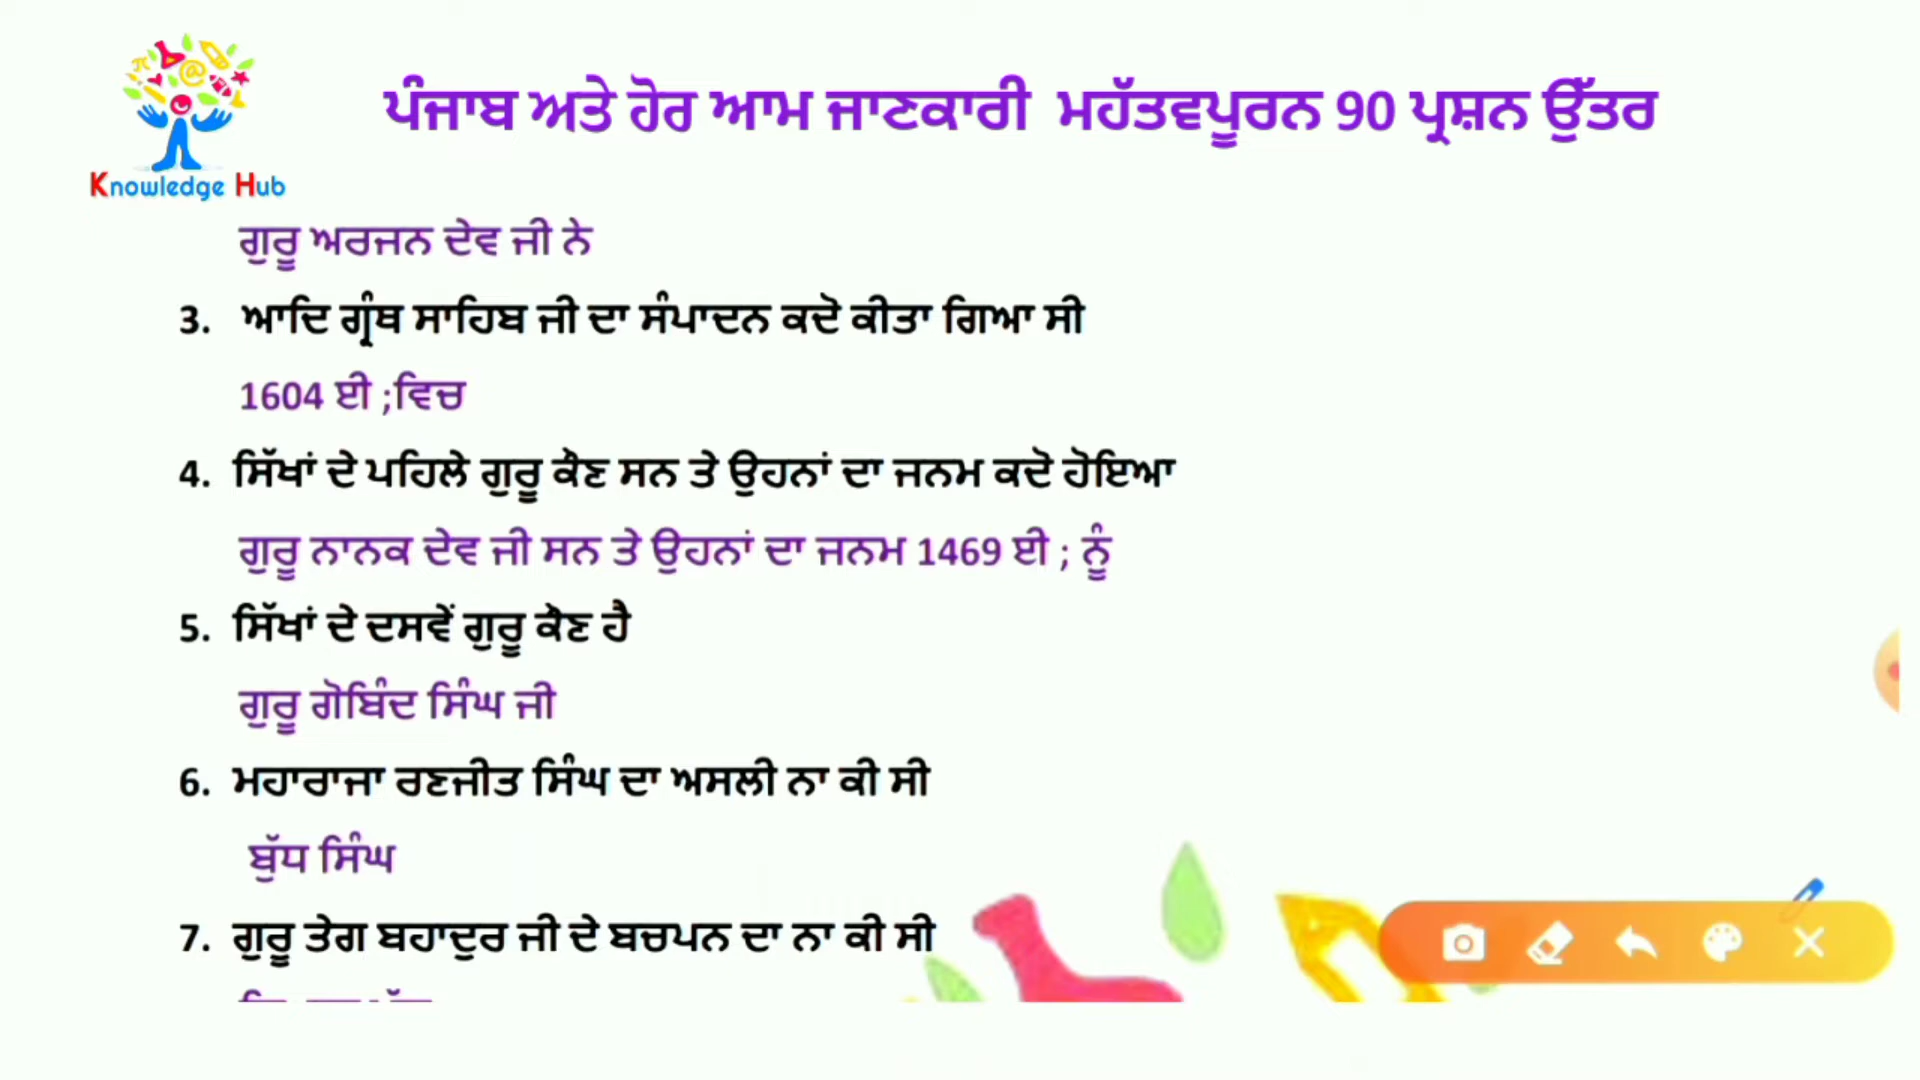 Knowledge Hub
ਪੰਜਾਬ ਅਤੇ ਹੋਰ ਆਮ ਜਾਣਕਾਰੀ ਮਹੱਤਵਪੂਰਨ 90 ਪ੍ਰਸ਼ਨ ਉੱਤਰ
ਗੁਰੂ ਅਰਜਨ ਦੇਵ ਜੀ ਨੇ
3. ਆਦਿ ਗ੍ਰੰਥ ਸਾਹਿਬ ਜੀ ਦਾ ਸੰਪਾਦਨ ਕਦੋ ਕੀਤਾ ਗਿਆ ਸੀ
1604 ਈ ;ਵਿਚ
4. ਸਿੱਖਾਂ ਦੇ ਪਹਿਲੇ ਗੁਰੂ ਕੌਣ ਸਨ ਤੇ ਉਹਨਾਂ ਦਾ ਜਨਮ ਕਦੋ ਹੋਇਆ
ਗੁਰੂ ਨਾਨਕ ਦੇਵ ਜੀ ਸਨ ਤੇ ਉਹਨਾਂ ਦਾ ਜਨਮ 1469 ਈ ; ਨੂੰ
5. ਸਿੱਖਾਂ ਦੇ ਦਸਵੇਂ ਗੁਰੂ ਕੌਣ ਹੈ
ਗੁਰੂ ਗੋਬਿੰਦ ਸਿੰਘ ਜੀ
6. ਮਹਾਰਾਜਾ ਰਣਜੀਤ ਸਿੰਘ ਦਾ ਅਸਲੀ ਨਾ ਕੀ ਸੀ
ਬੁੱਧ ਸਿੰਘ
7. ਗੁਰੂ ਤੇਗ ਬਹਾਦੁਰ ਜੀ ਦੇ ਬਚਪਨ ਦਾ ਨਾ ਕੀ ਸੀ